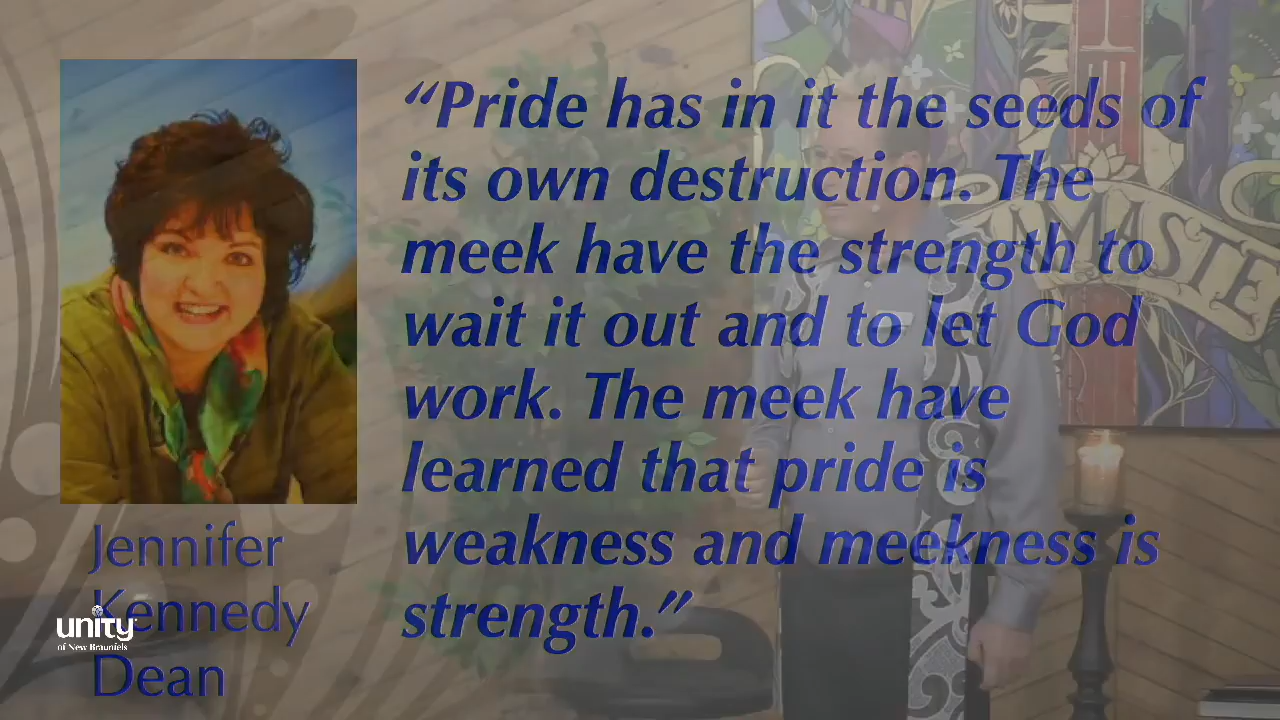 “Pride has in it the seeds of
its own destruction. The
meek have the strength to
wait it out and to let God
work. The meek have
learned that pride is
weakness and meekness is
strength.”
Jennifer
Kennedy
Dean
unity
of New Braunfels